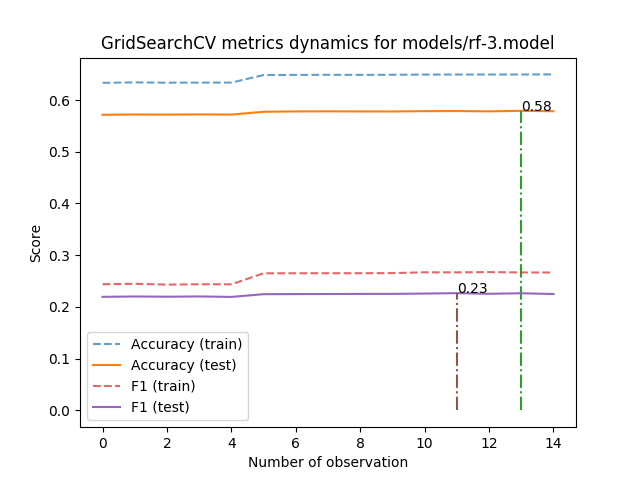 GridSearchCV metrics dynamics for models/rf-3.model
Score
0.6
0.5
0.4
0.3
0.2
0.1
0.0
0.58
0.23
Accuracy (train)
Accuracy (test)
F1 (train)
F1 (test)
0 2 4 6 8 10 12 14
Number of observation